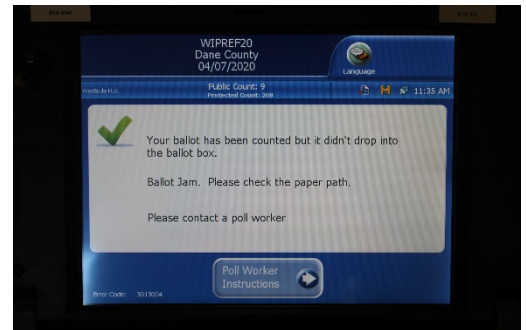 WIPREF20
Dane County
04/07/2020
Language
Public Count: 9
Protected Count: 268
11:35 AM
Your ballot has been counted but it didn't drop into
the ballot box.
Ballot Jam. Please check the paper path.
Please contact a poll worker
Poll Worker
Instructions
Error Code: 3013004